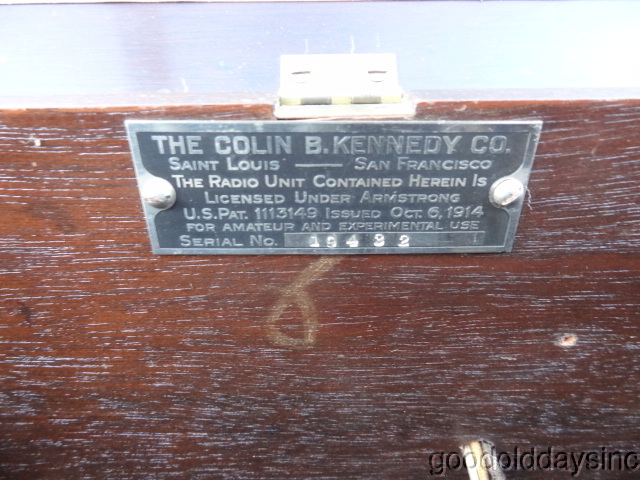 THE COLIN B. KENNEDY CO.
SAINT LOUIS — SAN FRANCISCO
THE RADIO UNIT CONTAINED HEREIN IS
LICENSED UNDER ARMSTRONG
U.S. PAT. 1113149 ISSUED OCT. 6, 1914
FOR AMATEUR AND EXPERIMENTAL USE
SERIAL NO. 19432
6
goodolddaysinc